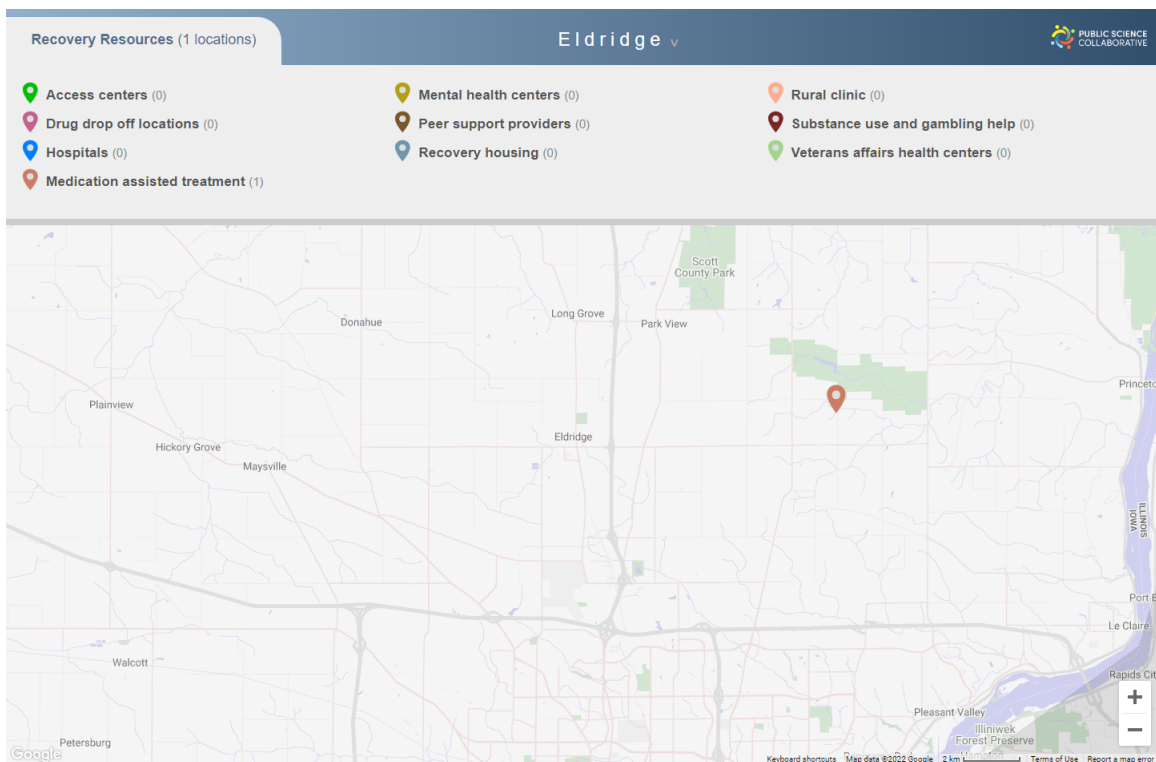 Recovery Resources (1 locations)
Eldridge v
PUBLIC SCIENCE
COLLABORATIVE
Access centers (0)
Mental health centers (0)
Rural clinic (0)
Drug drop off locations (0)
Peer support providers (0)
Substance use and gambling help (0)
Hospitals (0)
Recovery housing (0)
Veterans affairs health centers (0)
Medication assisted treatment (1)
Scott
County Park
Long Grove
Donahue
Park View
Princeto
Plainview
Eldridge
Hickory Grove
Maysville
ILLINOIS
IOWA
Port B
Le Claire
Walcott
Rapids Cit
+
Pleasant Valley
Illiniwek
Forest Preserve
−
Petersburg
Hampton
Google
Keyboard shortcuts
Map data ©2022 Google
2 km
Terms of Use
Report a map error